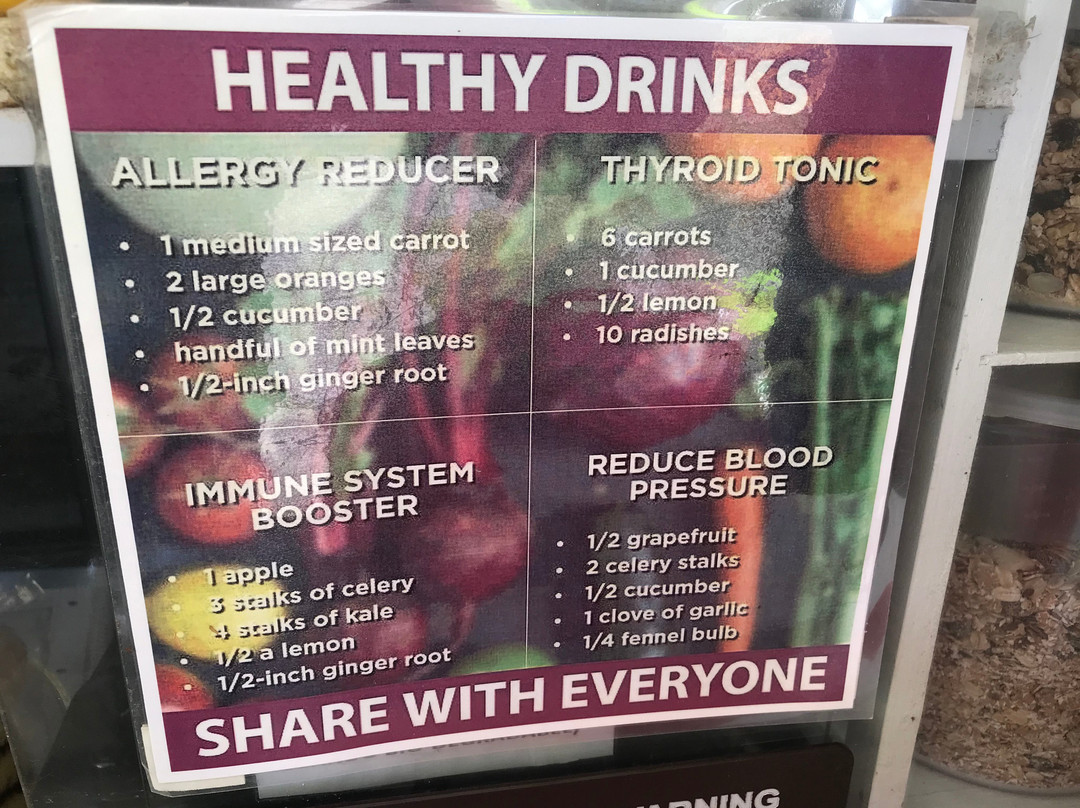 HEALTHY DRINKS
ALLERGY REDUCER
• 1 medium sized carrot
• 2 large oranges
• 1/2 cucumber
• handful of mint leaves
• 1/2-inch ginger root
THYROID TONIC
• 6 carrots
• 1 cucumber
• 1/2 lemon
• 10 radishes
IMMUNE SYSTEM
BOOSTER
• 1 apple
• 3 stalks of celery
• 4 stalks of kale
• 1/2 a lemon
• 1/2-inch ginger root
REDUCE BLOOD
PRESSURE
• 1/2 grapefruit
• 2 celery stalks
• 1/2 cucumber
• 1 clove of garlic
• 1/4 fennel bulb
SHARE WITH EVERYONE